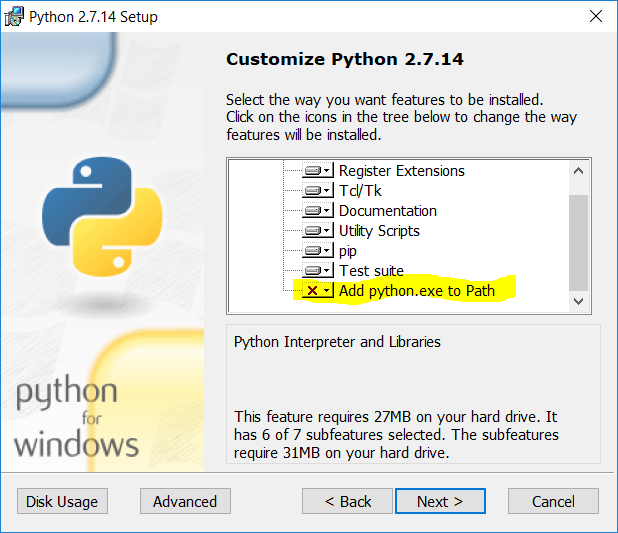 Python 2.7.14 Setup
Customize Python 2.7.14
Select the way you want features to be installed.
Click on the icons in the tree below to change the way
features will be installed.
Register Extensions
Tcl/Tk
Documentation
Utility Scripts
pip
Test suite
Add python.exe to Path
Python Interpreter and Libraries
This feature requires 27MB on your hard drive. It
has 6 of 7 subfeatures selected. The subfeatures
require 31MB on your hard drive.
python
for
windows
Disk Usage
Advanced
< Back
Next >
Cancel